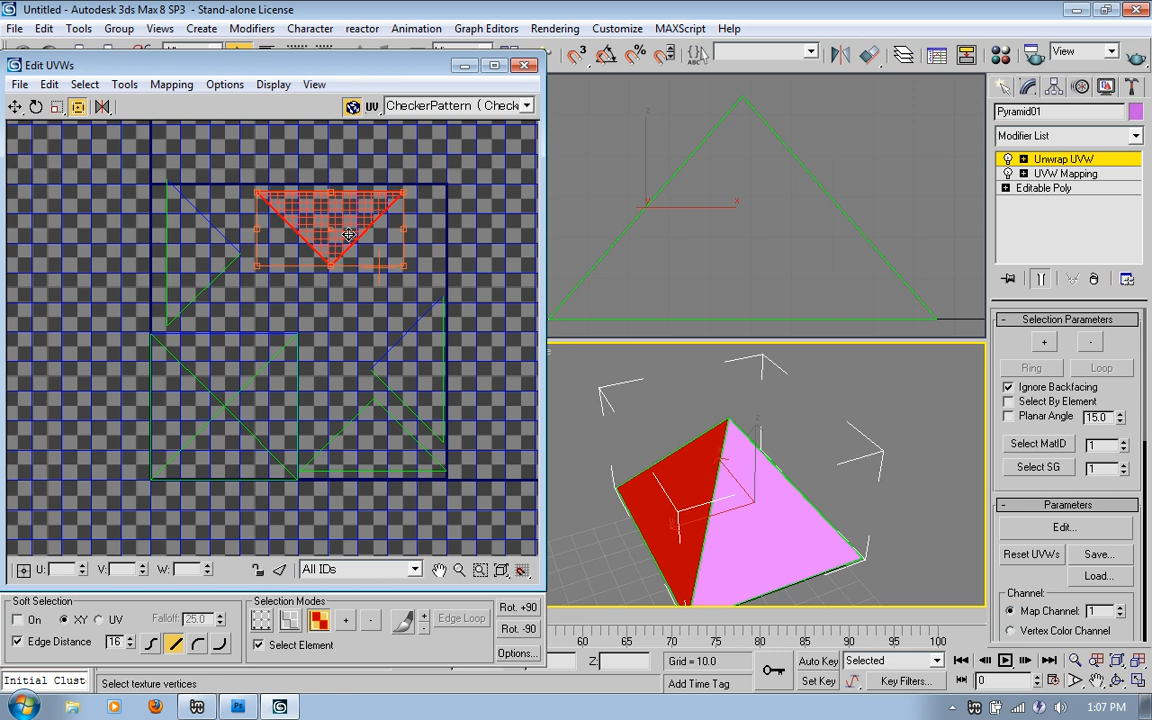 Untitled - Autodesk 3ds Max 8 SP3 - Stand-alone License
File Edit Tools Group Views Create Modifiers Character reactor Animation Graph Editors Rendering Customize MAXScript Help
View
Edit UVWs
File Edit Select Tools Mapping Options Display View
UV CheckerPattern ( Check
Pyramid01
Modifier List
Unwrap UVW
UVW Mapping
Editable Poly
z
x
Selection Parameters
+ -
Ring Loop
Ignore Backfacing
Select By Element
Planar Angle 15.0
Select MatID 1
Select SG 1
Parameters
Edit...
Reset UVWs Save...
Load...
Channel:
Map Channel: 1
Vertex Color Channel
U: V: W: All IDs
Soft Selection
On XY UV Falloff: 25.0
Edge Distance 16
Selection Modes
+ - Edge Loop
Select Element
Rot. +90
Rot. -90
Options...
60 65 70 75 80 85 90 95 100
Z: Grid = 10.0 Auto Key Selected
Add Time Tag Set Key Key Filters... 0
Initial Clust Select texture vertices
1:07 PM